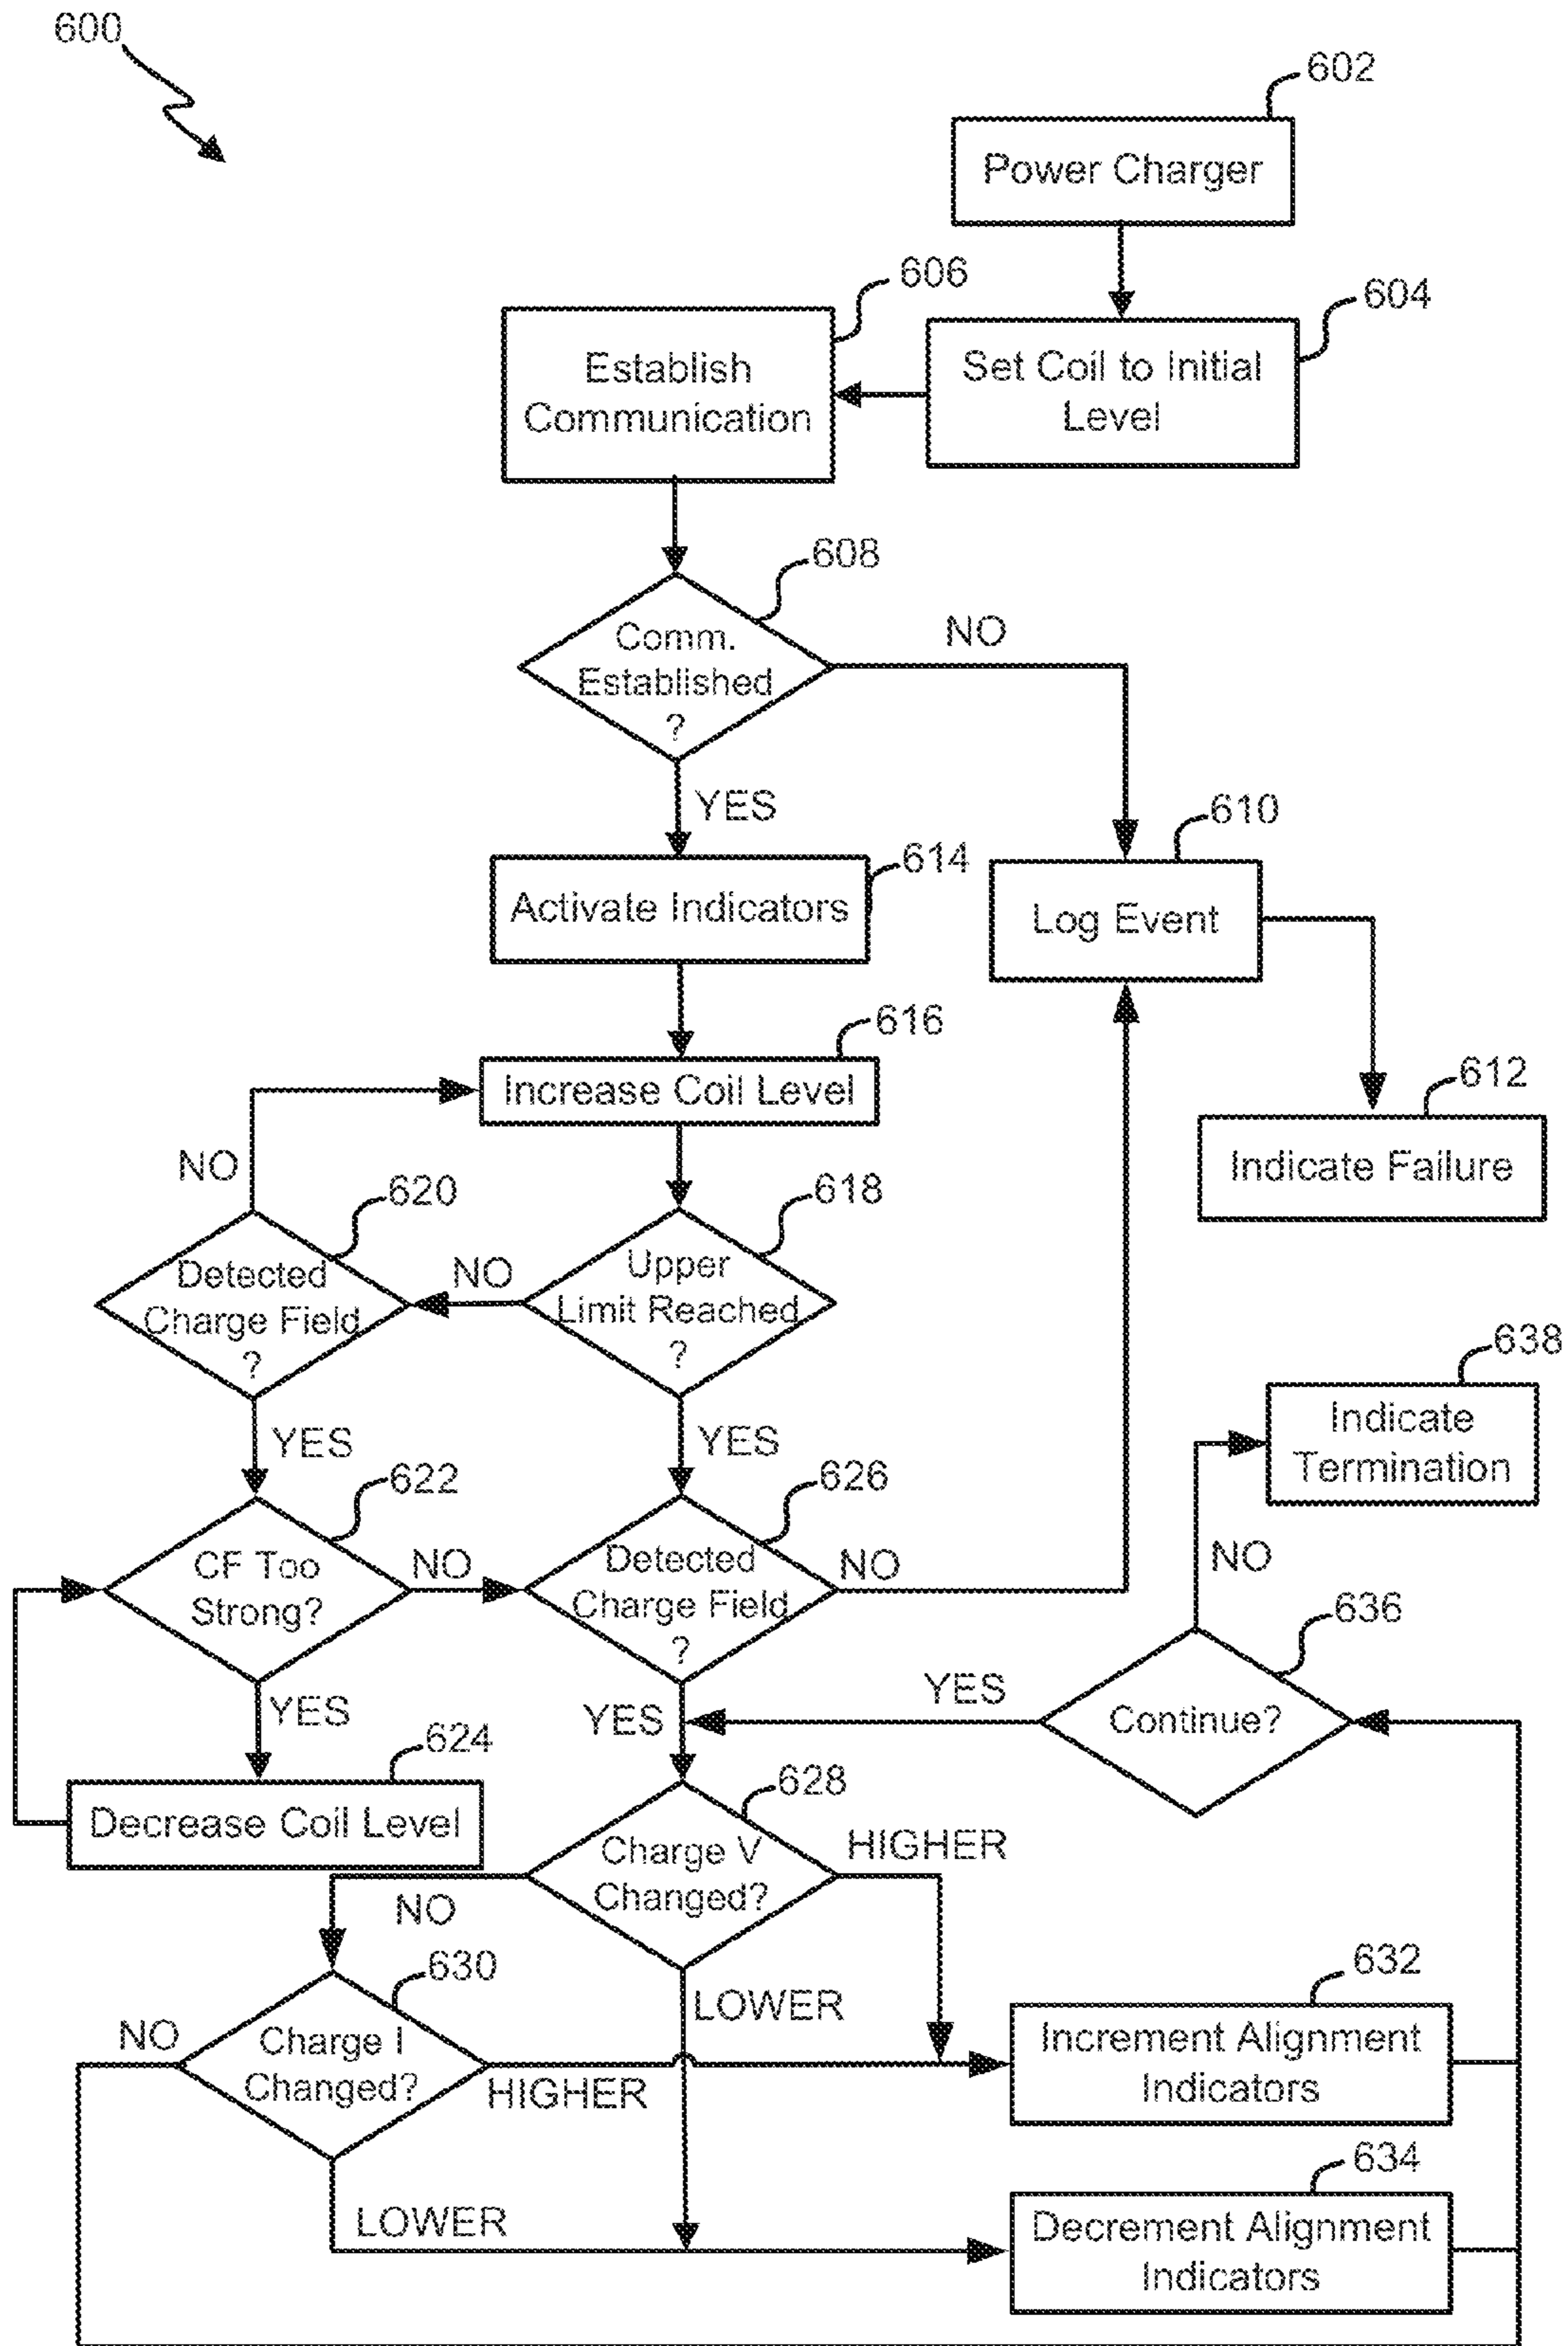 600
602
Power Charger
606
604
Establish
Communication
Set Coil to Initial
Level
608
Comm.
Established
?
NO
YES
610
614
Activate Indicators
Log Event
616
Increase Coil Level
612
Indicate Failure
NO
620
618
Detected
Charge Field
?
NO
Upper
Limit Reached
?
638
Indicate
Termination
YES
YES
622
626
CF Too
Strong?
NO
Detected
Charge Field
?
NO
NO
636
YES
YES
YES
Continue?
624
Decrease Coil Level
628
Charge V
Changed?
HIGHER
NO
630
632
LOWER
NO
Charge I
Changed?
HIGHER
Increment Alignment
Indicators
634
LOWER
Decrement Alignment
Indicators